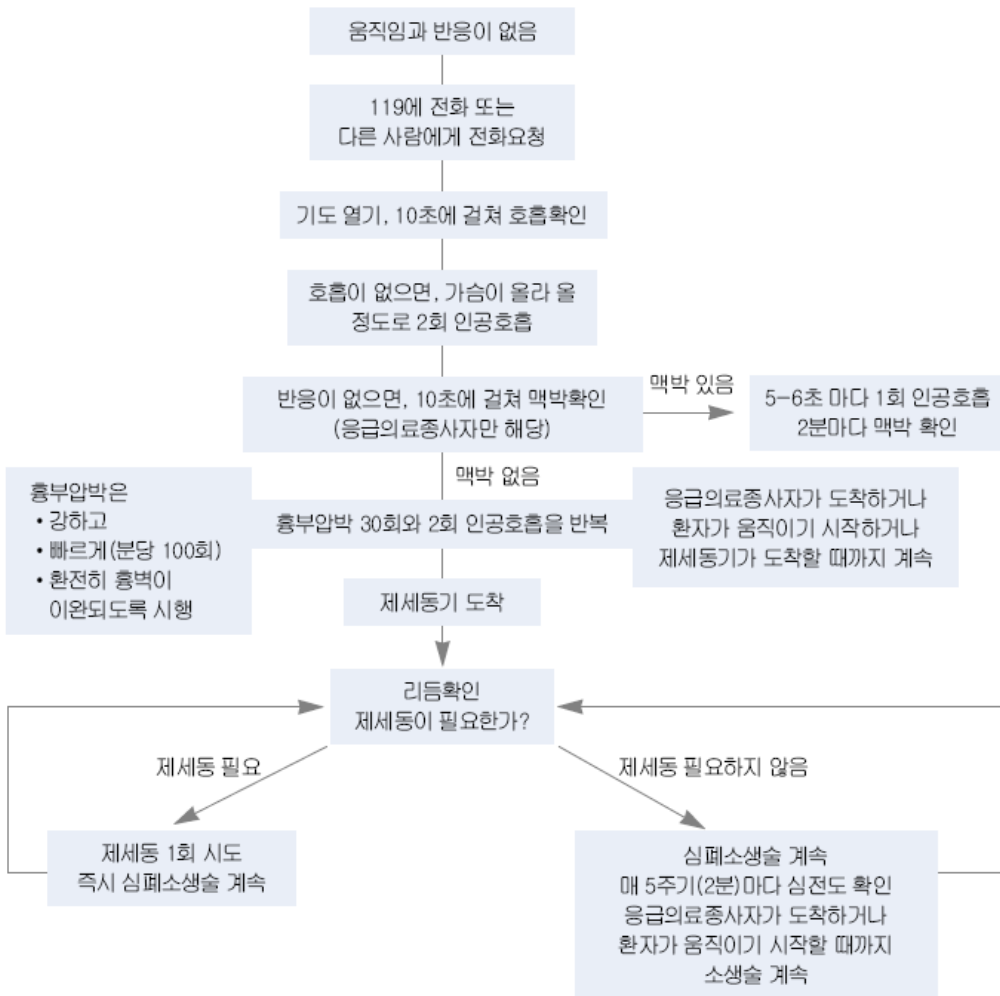 움직임과 반응이 없음
119에 전화 또는
다른 사람에게 전화요청
기도 열기, 10초에 걸쳐 호흡확인
호흡이 없으면, 가슴이 올라 올
정도로 2회 인공호흡
반응이 없으면, 10초에 걸쳐 맥박확인
(응급의료종사자만 해당)
맥박 있음
5-6초 마다 1회 인공호흡
2분마다 맥박 확인
맥박 없음
흉부압박은
• 강하고
• 빠르게(분당 100회)
• 환전히 흉벽이
이완되도록 시행
흉부압박 30회와 2회 인공호흡을 반복
응급의료종사자가 도착하거나
환자가 움직이기 시작하거나
제세동기가 도착할 때까지 계속
제세동기 도착
리듬확인
제세동이 필요한가?
제세동 필요
제세동 필요하지 않음
제세동 1회 시도
즉시 심폐소생술 계속
심폐소생술 계속
매 5주기(2분)마다 심전도 확인
응급의료종사자가 도착하거나
환자가 움직이기 시작할 때까지
소생술 계속